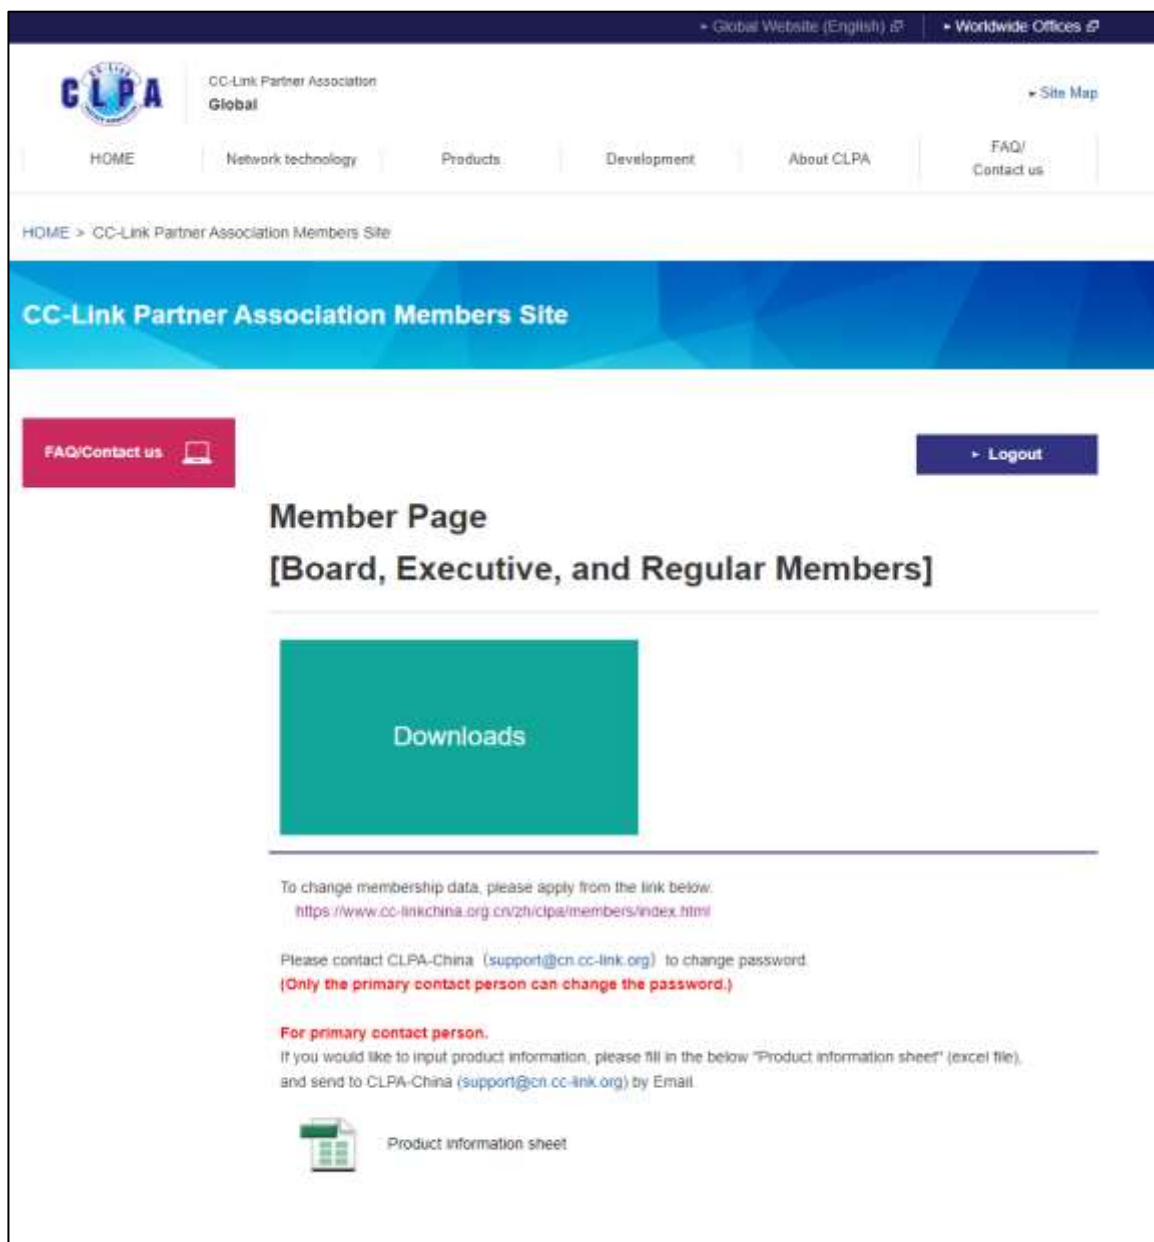 ▸ Global Website (English)
▸ Worldwide Offices
CC-Link
CLPA
CC-Link Partner Association
Global
▸ Site Map
HOME
Network technology
Products
Development
About CLPA
FAQ/
Contact us
HOME > CC-Link Partner Association Members Site
CC-Link Partner Association Members Site
FAQ/Contact us
▸ Logout
Member Page
[Board, Executive, and Regular Members]
Downloads
To change membership data, please apply from the link below.
https://www.cc-linkchina.org.cn/zh/clpa/members/index.html
Please contact CLPA-China（support@cn.cc-link.org）to change password.
(Only the primary contact person can change the password.)
For primary contact person.
If you would like to input product information, please fill in the below "Product information sheet" (excel file),
and send to CLPA-China (support@cn.cc-link.org) by Email.
Product information sheet